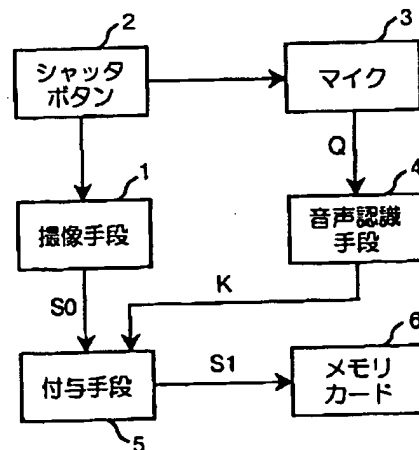 2
シャッタ
ボタン
3
マイク
Q
1
撮像手段
4
音声認識
手段
S0
K
付与手段
5
S1
6
メモリ
カード